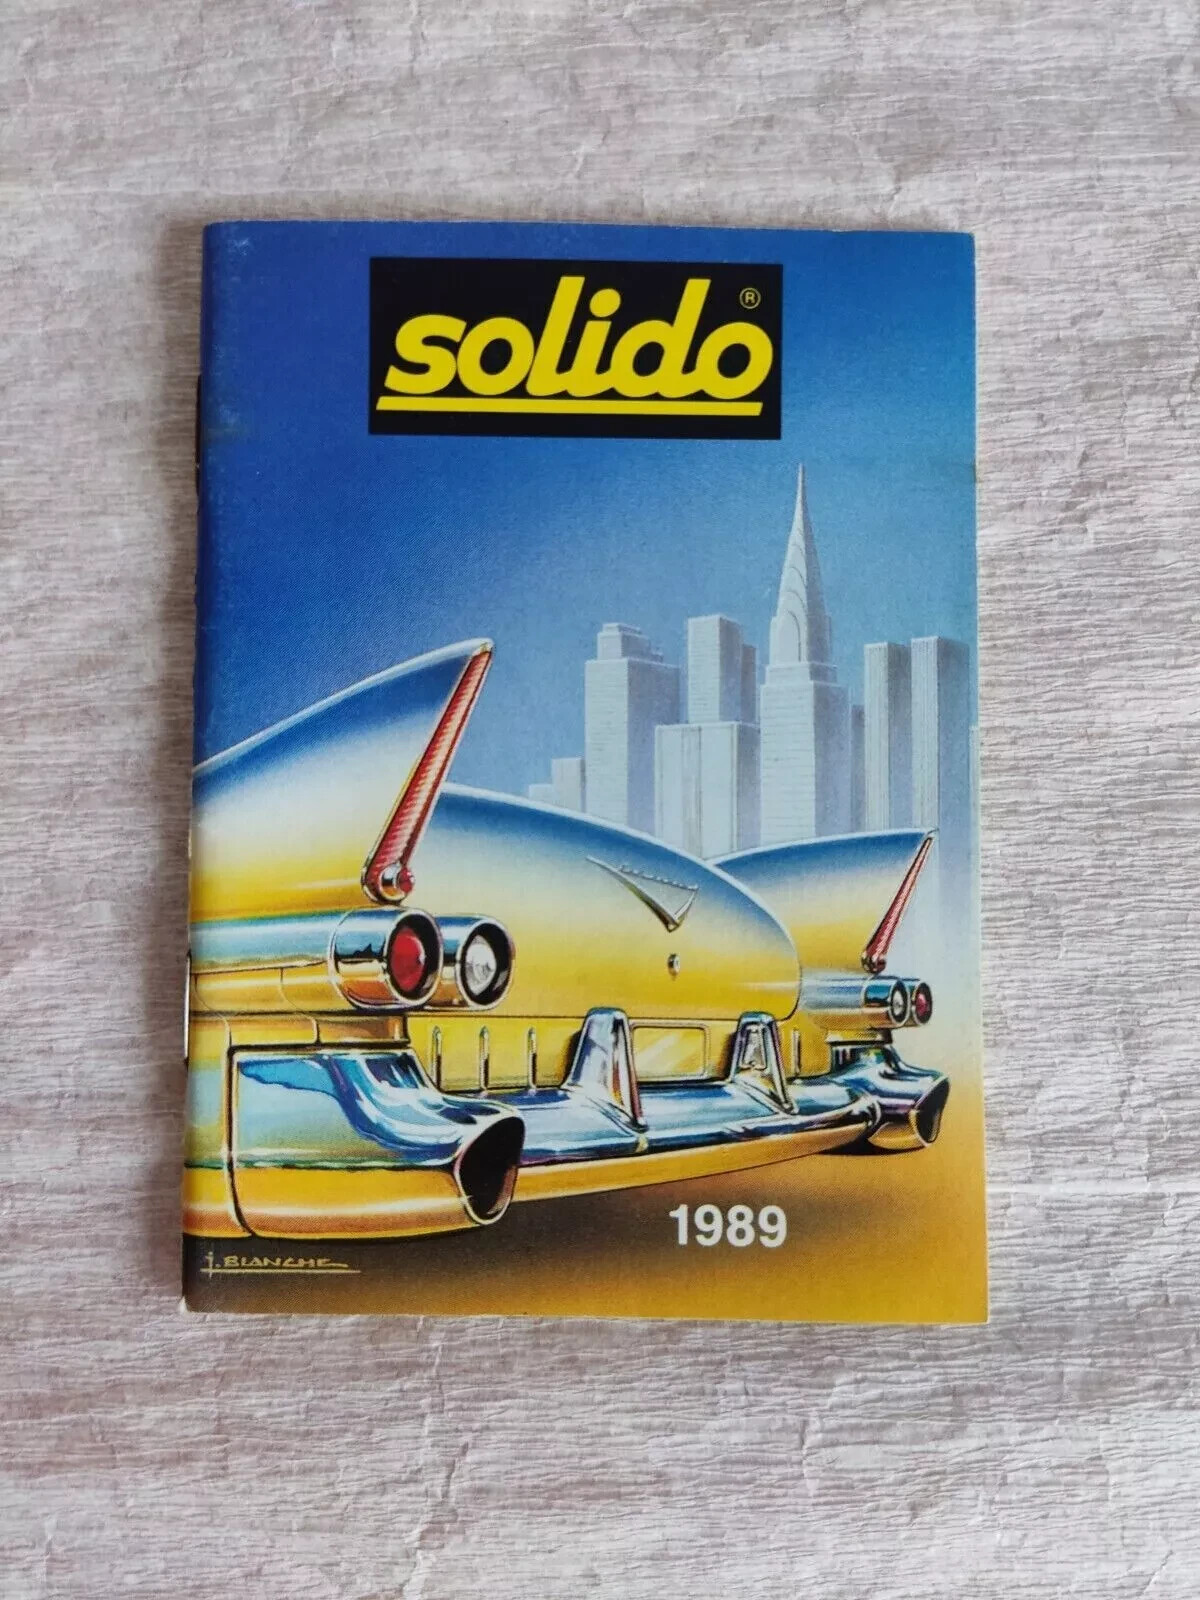 solido®
1989
J. BLANCHE